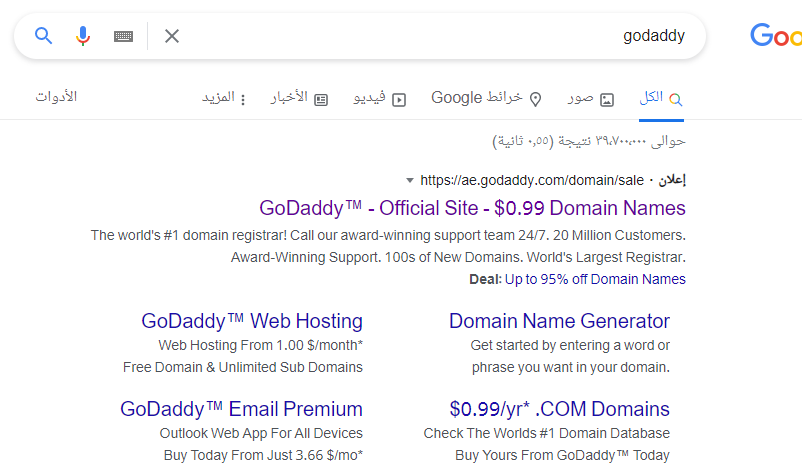 godaddy
الكل
صور
خرائط Google
فيديو
الأخبار
المزيد
الأدوات
حوالى ٣٩،٧٠٠،٠٠٠ نتيجة (٠,٥٥ ثانية)
إعلان · https://ae.godaddy.com/domain/sale
GoDaddy™ - Official Site - $0.99 Domain Names
The world's #1 domain registrar! Call our award-winning support team 24/7. 20 Million Customers.
Award-Winning Support. 100s of New Domains. World's Largest Registrar.
Deal: Up to 95% off Domain Names
Domain Name Generator
Get started by entering a word or
phrase you want in your domain.
GoDaddy™ Web Hosting
Web Hosting From 1.00 $/month*
Free Domain & Unlimited Sub Domains
$0.99/yr* .COM Domains
Check The Worlds #1 Domain Database
Buy Yours From GoDaddy™ Today
GoDaddy™ Email Premium
Outlook Web App For All Devices
Buy Today From Just 3.66 $/mo*